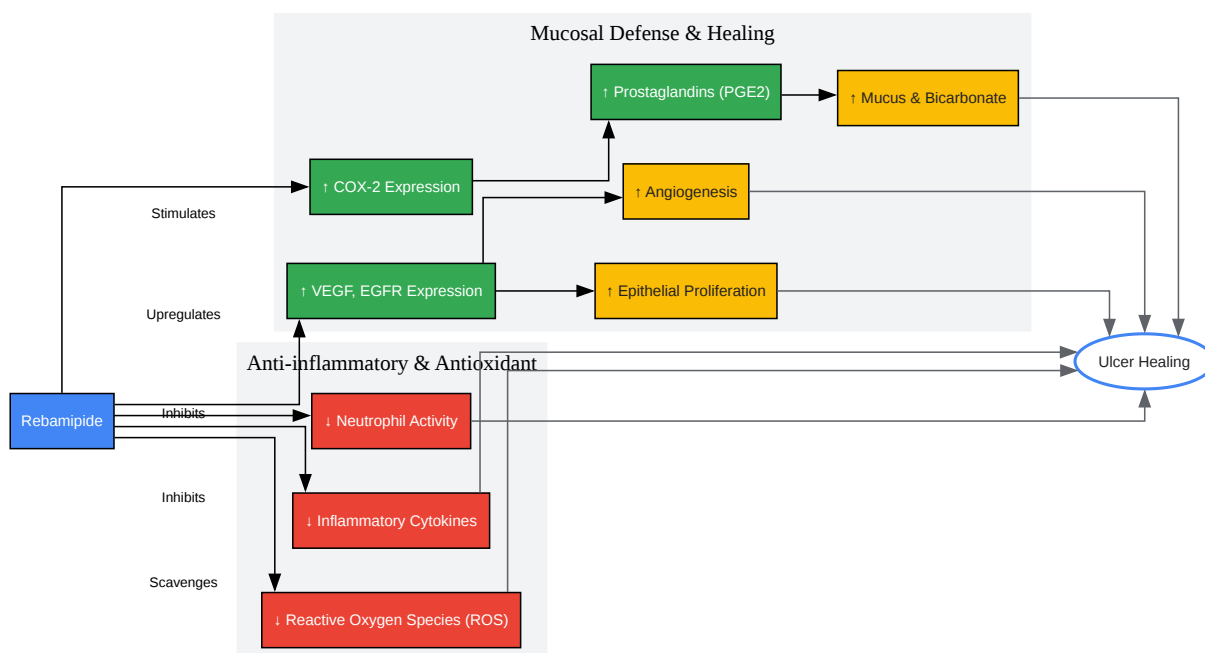 Mucosal Defense & Healing
↑ Prostaglandins (PGE2)
↑ Mucus & Bicarbonate
↑ COX-2 Expression
↑ Angiogenesis
Stimulates
↑ VEGF, EGFR Expression
↑ Epithelial Proliferation
Upregulates
Anti-inflammatory & Antioxidant
Ulcer Healing
Rebamipide
Inhibits
↓ Neutrophil Activity
Inhibits
↓ Inflammatory Cytokines
Scavenges
↓ Reactive Oxygen Species (ROS)